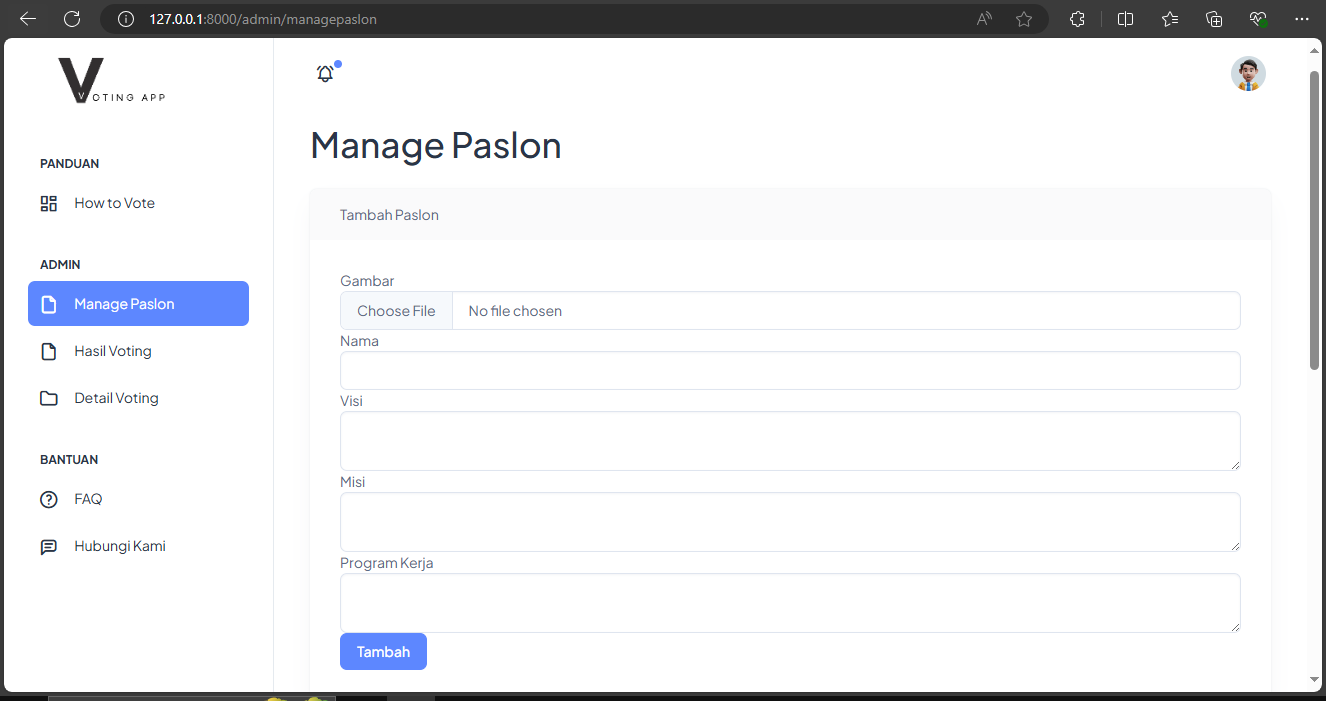 127.0.0.1:8000/admin/managepaslon
VOTING APP
Manage Paslon
PANDUAN
How to Vote
ADMIN
Manage Paslon
Hasil Voting
Detail Voting
BANTUAN
FAQ
Hubungi Kami
Tambah Paslon
Gambar
Choose File No file chosen
Nama
Visi
Misi
Program Kerja
Tambah